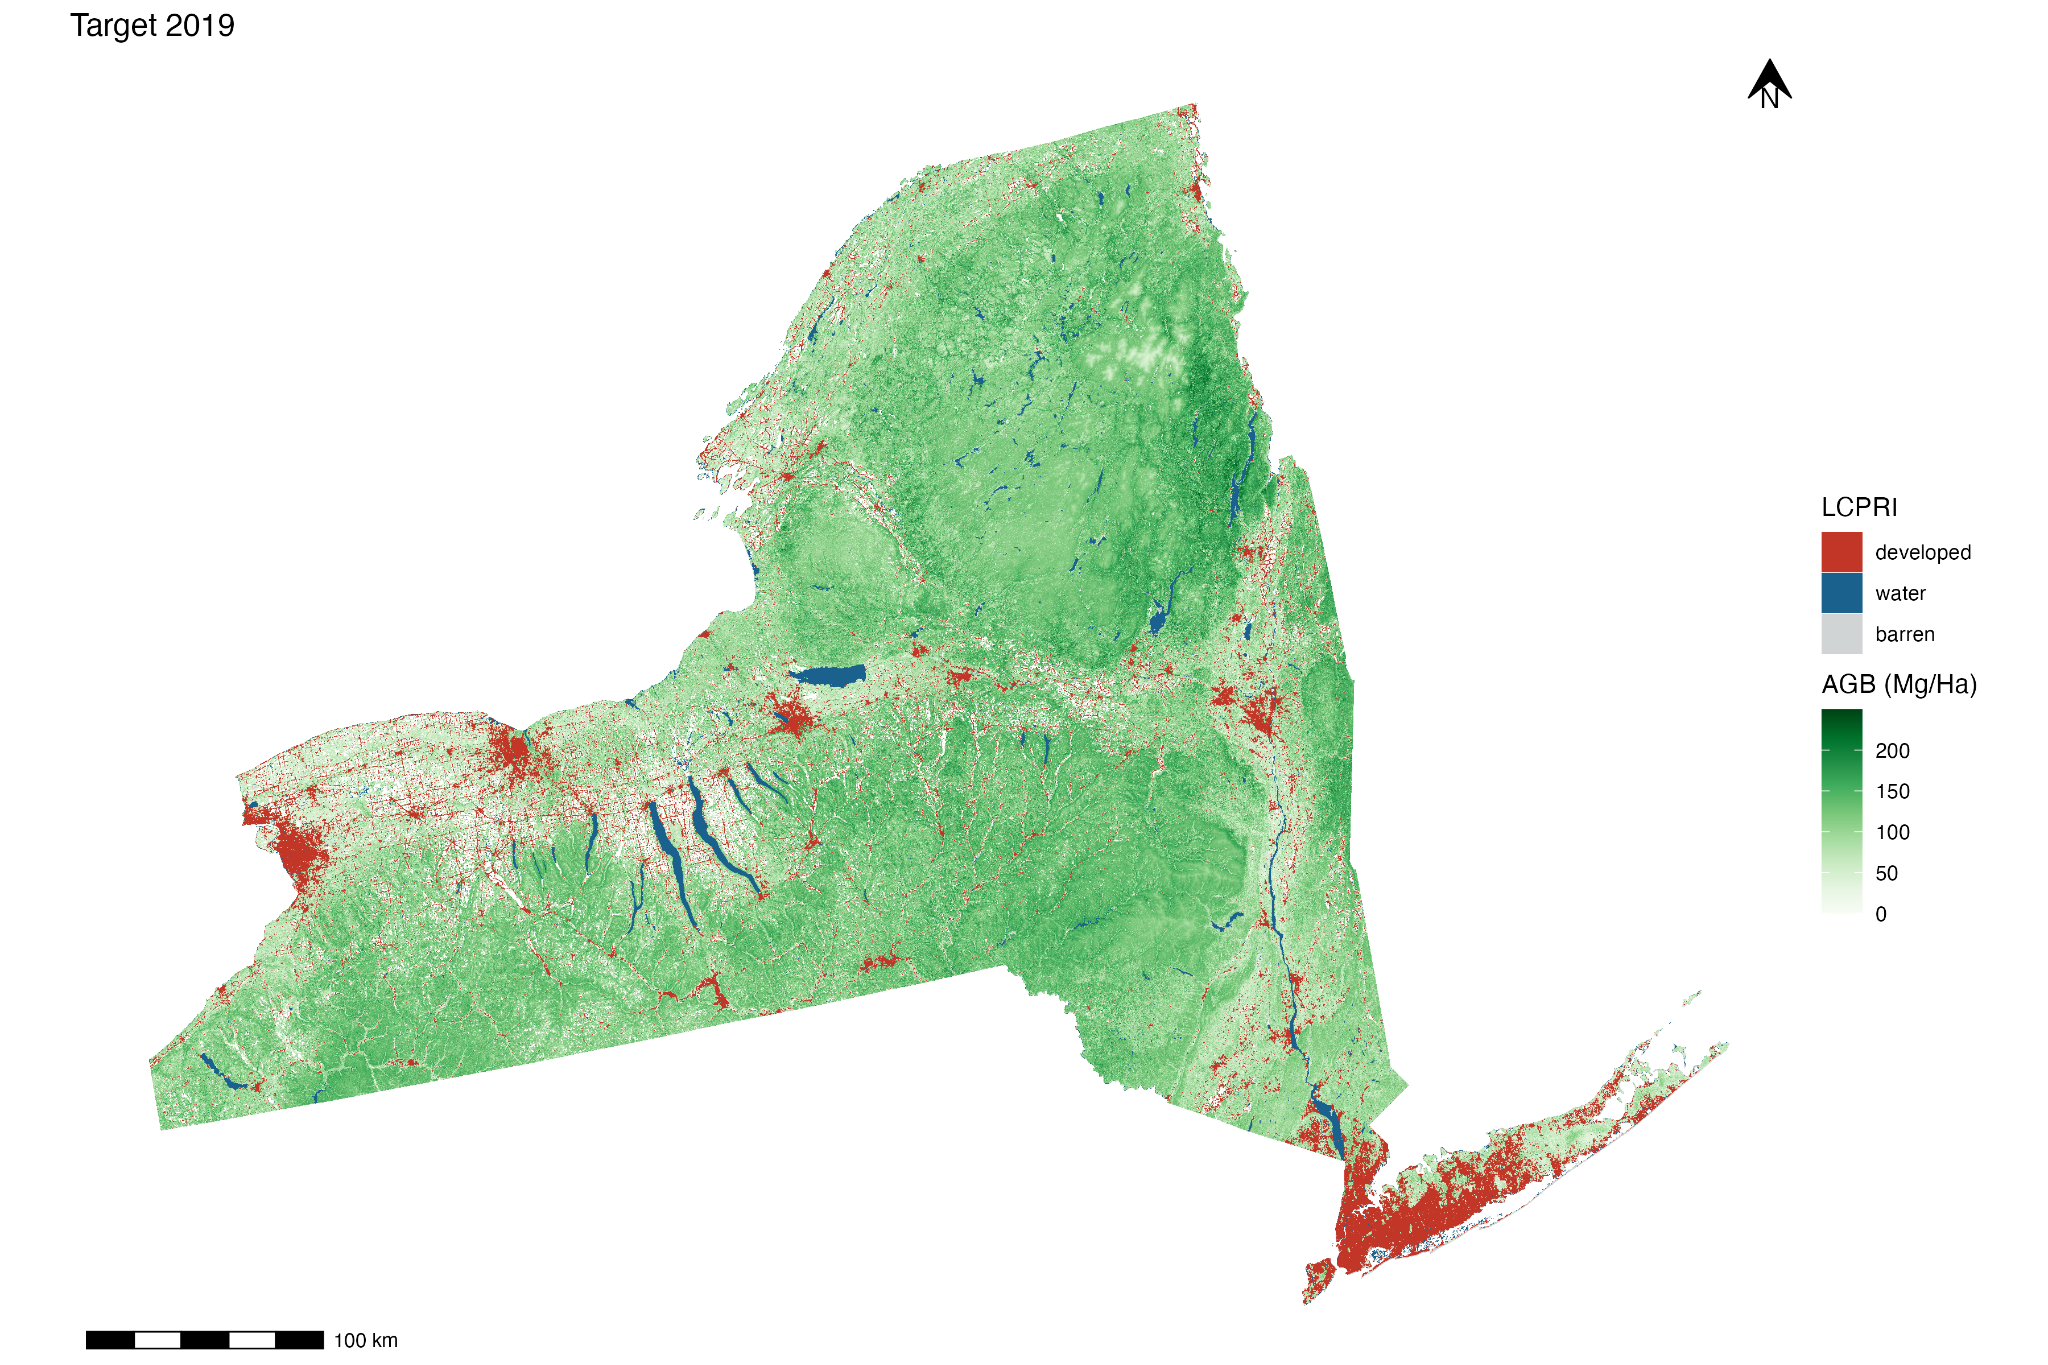 Target 2019
N
LCPRI
developed
water
barren
AGB (Mg/Ha)
200
150
100
50
0
100 km